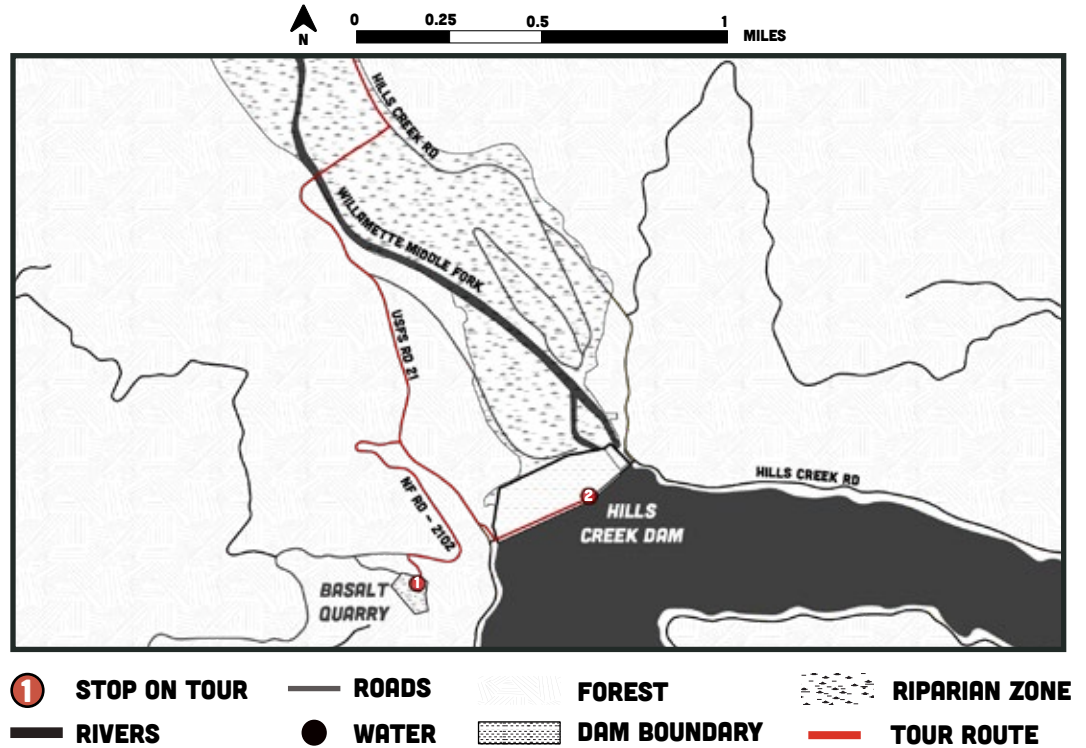 0 0.25 0.5 1
N
MILES
HILLS CREEK RD
WILLAMETTE MIDDLE FORK
USFS RD 21
NF RD - 2102
HILLS CREEK RD
2
HILLS
CREEK DAM
1
BASALT
QUARRY
1 STOP ON TOUR
ROADS
FOREST
RIPARIAN ZONE
RIVERS
WATER
DAM BOUNDARY
TOUR ROUTE